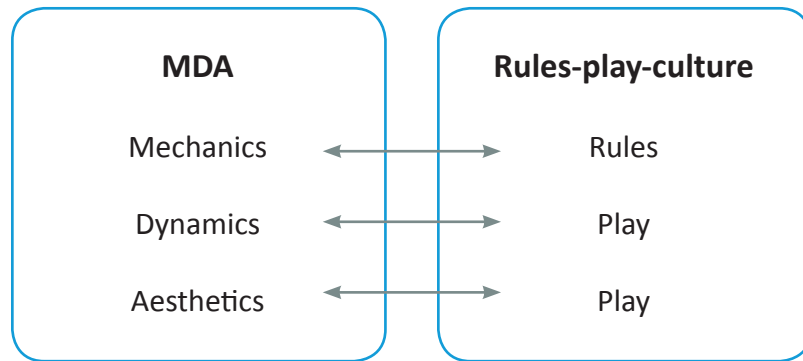 MDA
Rules-play-culture
Mechanics
Rules
Dynamics
Play
Aesthetics
Play